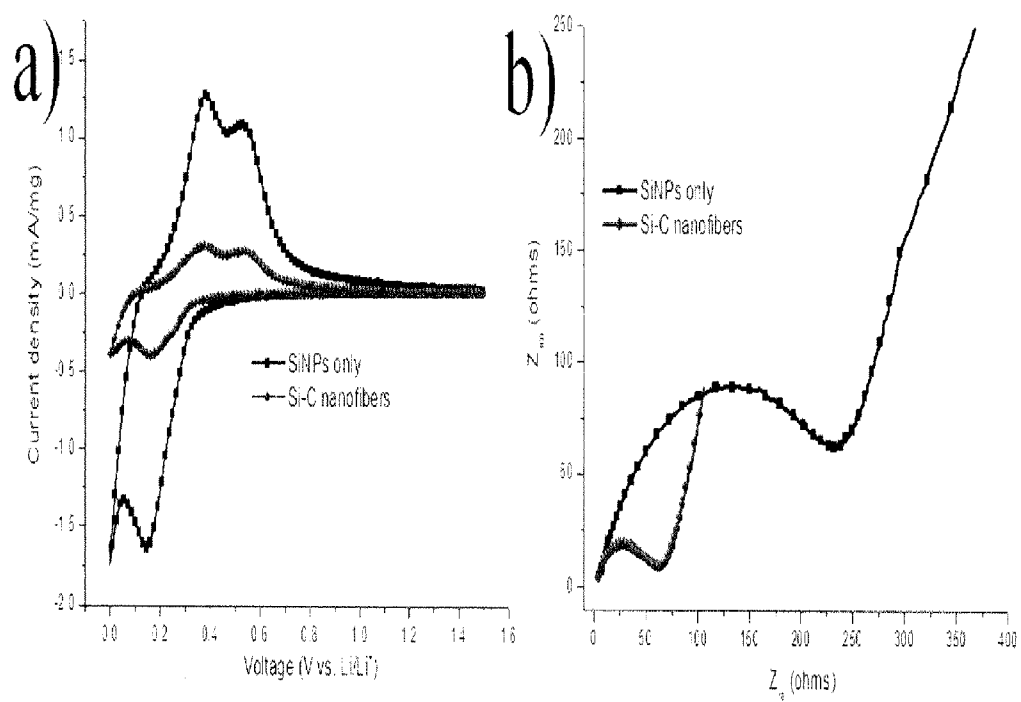 a)
1.5
1.0
0.5
0.0
-0.5
-1.0
-1.5
-2.0
Current density (mA/mg)
SiNPs only
Si-C nanofibers
0.0 0.2 0.4 0.6 0.8 1.0 1.2 1.4 1.6
Voltage (V vs. Li/Li⁺)
b)
250
200
150
100
50
0
(ohms)
SiNPs only
Si-C nanofibers
0 50 100 150 200 250 300 350 400
(ohms)